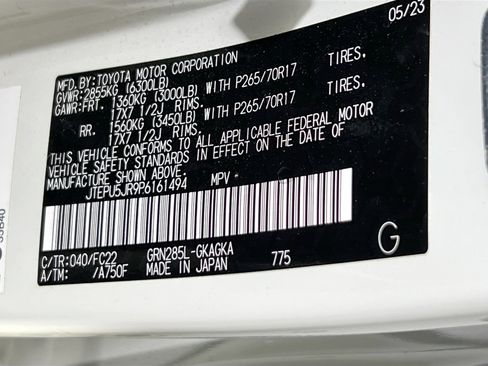 05/23
MFD.BY:TOYOTA MOTOR CORPORATION
GVWR:2855KG (6300LB)
GAWR:FRT. 1360KG (3000LB) WITH P265/70R17 TIRES.
17X7 1/2J RIMS.
RR. 1560KG (3450LB) WITH P265/70R17 TIRES.
17X7 1/2J RIMS.
THIS VEHICLE CONFORMS TO ALL APPLICABLE FEDERAL MOTOR
VEHICLE SAFETY STANDARDS IN EFFECT ON THE DATE OF
MANUFACTURE SHOWN ABOVE.
JTEPU5JR9P6161494 MPV
C/TR:040/FC22 GRN285L-GKAGKA 775
A/TM: /A750F MADE IN JAPAN G